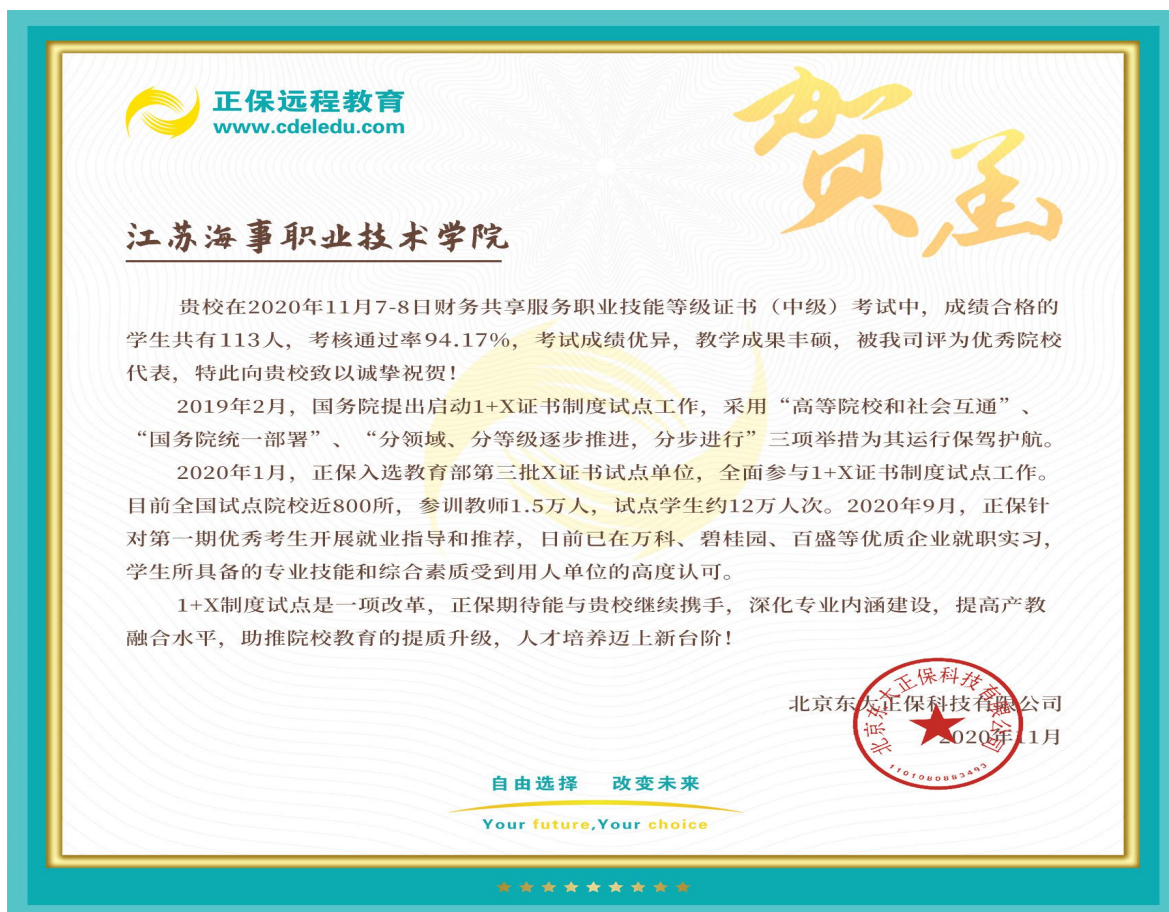 正保远程教育
www.cdeledu.com
贺函
江苏海事职业技术学院
贵校在2020年11月7-8日财务共享服务职业技能等级证书（中级）考试中，成绩合格的
学生共有113人，考核通过率94.17%，考试成绩优异，教学成果丰硕，被我司评为优秀院校
代表，特此向贵校致以诚挚祝贺！
2019年2月，国务院提出启动1+X证书制度试点工作，采用“高等院校和社会互通”、
“国务院统一部署”、“分领域、分等级逐步推进，分步进行”三项举措为其运行保驾护航。
2020年1月，正保入选教育部第三批X证书试点单位，全面参与1+X证书制度试点工作。
目前全国试点院校近800所，参训教师1.5万人，试点学生约12万人次。2020年9月，正保针
对第一期优秀考生开展就业指导和推荐，日前已在万科、碧桂园、百盛等优质企业就职实习，
学生所具备的专业技能和综合素质受到用人单位的高度认可。
1+X制度试点是一项改革，正保期待能与贵校继续携手，深化专业内涵建设，提高产教
融合水平，助推院校教育的提质升级，人才培养迈上新台阶！
北京东大正保科技有限公司
2020年11月
北京东大正保科技有限公司
1101080883493
自由选择 改变未来
Your future,Your choice